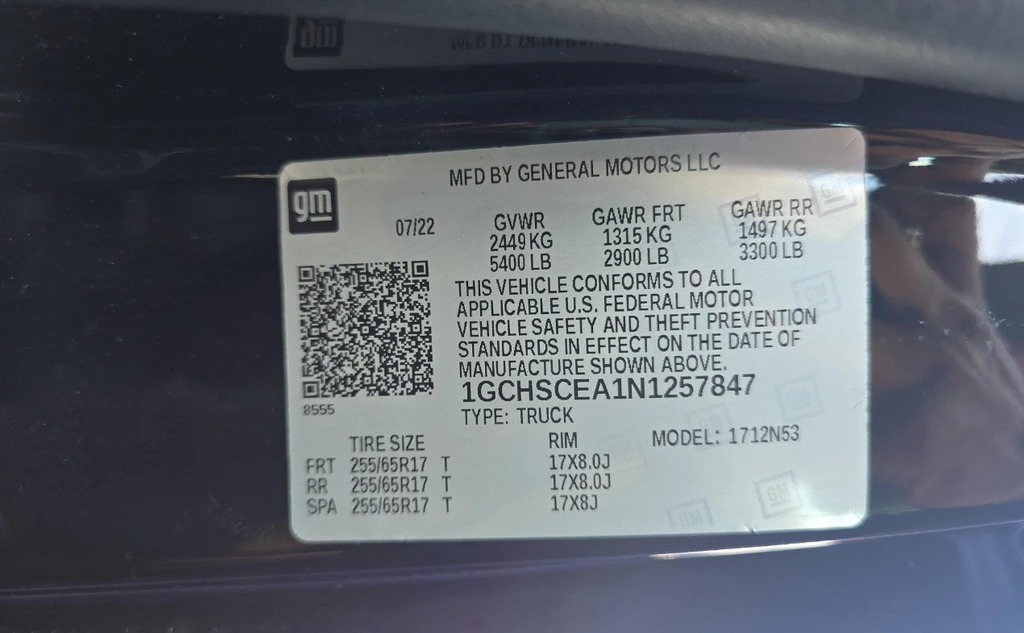 MFD BY GENERAL MOTORS LLC
gm
07/22 GVWR GAWR FRT GAWR RR
2449 KG 1315 KG 1497 KG
5400 LB 2900 LB 3300 LB
THIS VEHICLE CONFORMS TO ALL
APPLICABLE U.S. FEDERAL MOTOR
VEHICLE SAFETY AND THEFT PREVENTION
STANDARDS IN EFFECT ON THE DATE OF
MANUFACTURE SHOWN ABOVE.
1GCHSCEA1N1257847
8555
TYPE: TRUCK
TIRE SIZE RIM MODEL: 1712N53
FRT 255/65R17 T 17X8.0J
RR 255/65R17 T 17X8.0J
SPA 255/65R17 T 17X8J
GM
GM
GM